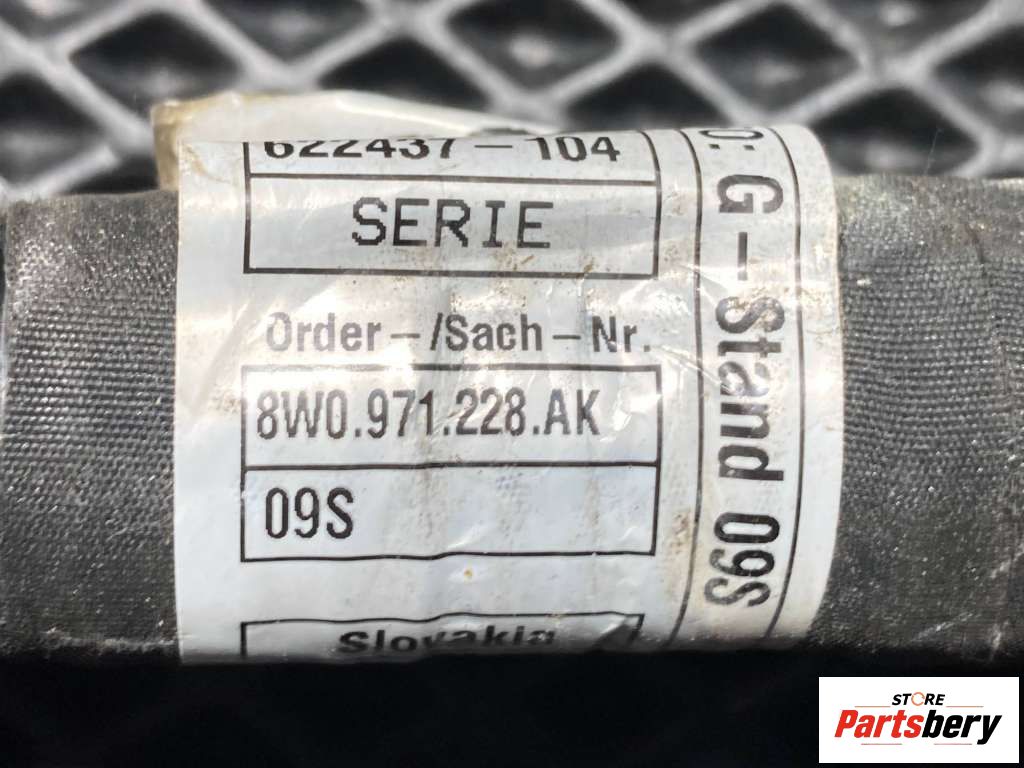 622437-104
SERIE
Order-/Sach-Nr.
8W0.971.228.AK
09S
Slovakia
G-Stand 09S
STORE
Partsbery